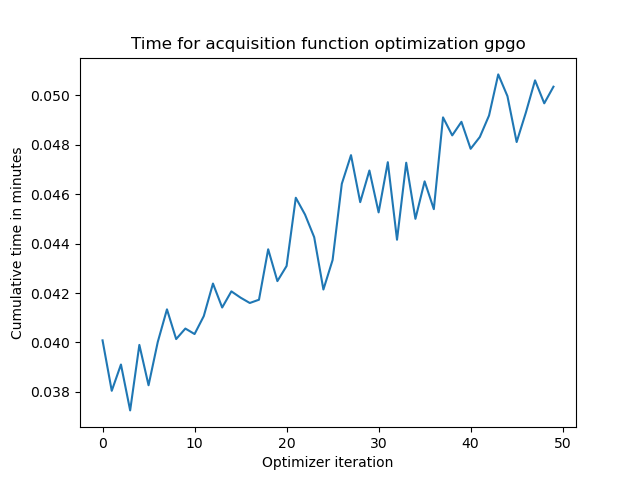 Time for acquisition function optimization gpgo
Cumulative time in minutes
0.050
0.048
0.046
0.044
0.042
0.040
0.038
0 10 20 30 40 50
Optimizer iteration